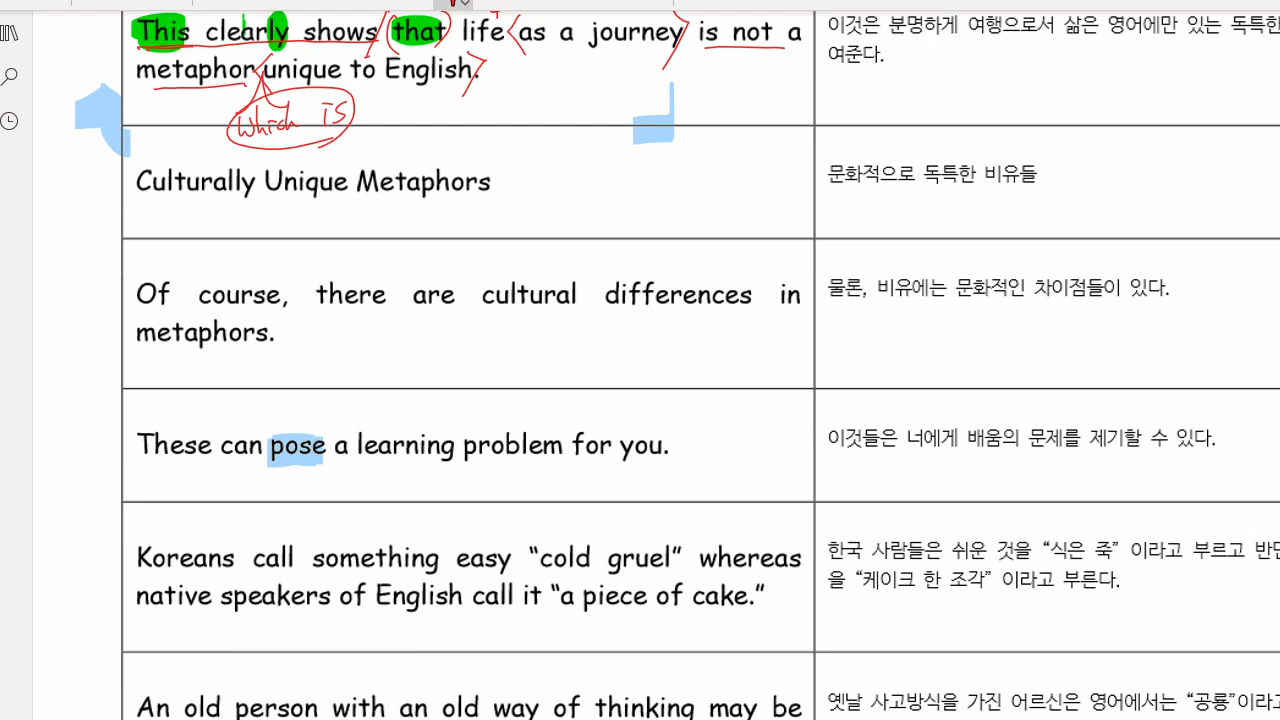 This clearly shows that life as a journey is not a
metaphor unique to English.
which is
이것은 분명하게 여행으로서 삶은 영어에만 있는 독특한
여준다.
Culturally Unique Metaphors
문화적으로 독특한 비유들
Of course, there are cultural differences in
metaphors.
물론, 비유에는 문화적인 차이점들이 있다.
These can pose a learning problem for you.
이것들은 너에게 배움의 문제를 제기할 수 있다.
Koreans call something easy “cold gruel” whereas
native speakers of English call it “a piece of cake.”
한국 사람들은 쉬운 것을 “식은 죽” 이라고 부르고
을 “케이크 한 조각” 이라고 부른다.
An old person with an old way of thinking may be
옛날 사고방식을 가진 어르신은 영어에서는 “공룡”이라고